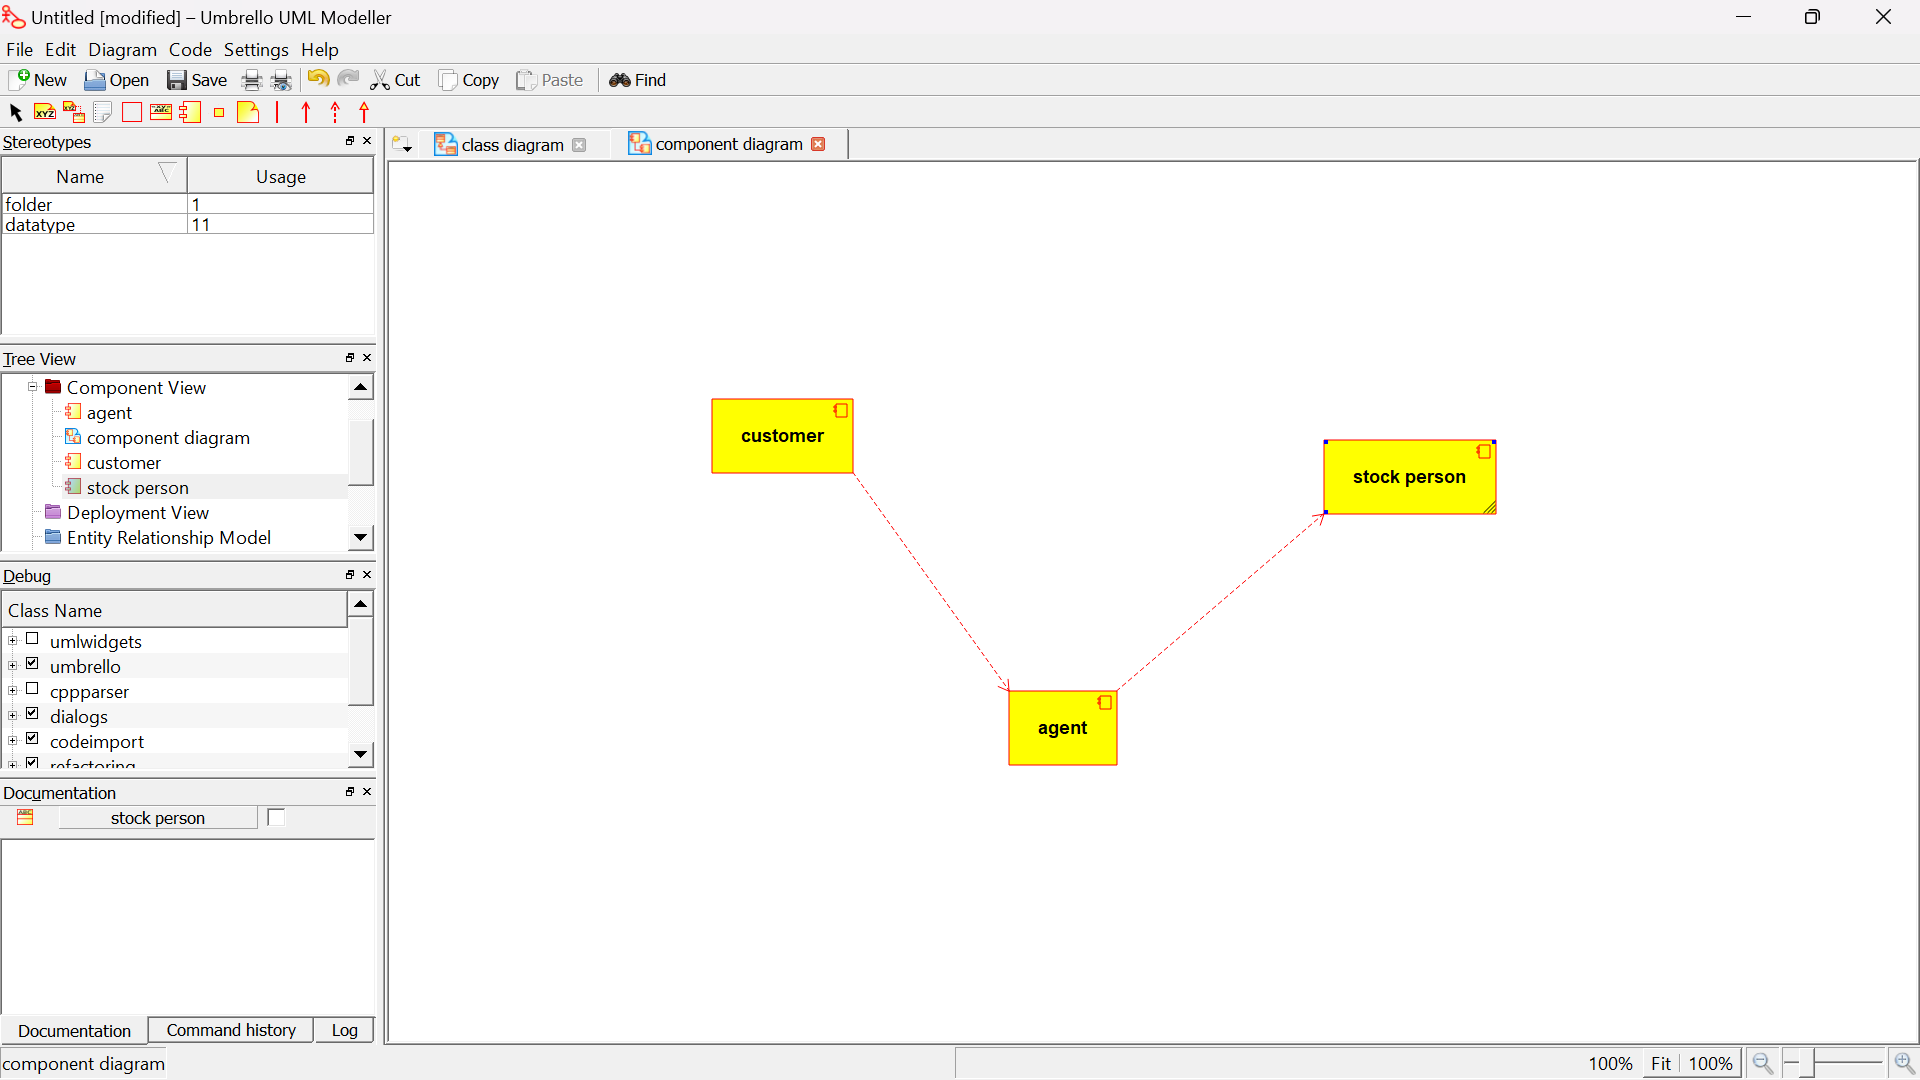 Untitled [modified] – Umbrello UML Modeller
File Edit Diagram Code Settings Help
New Open Save Cut Copy Paste Find
Stereotypes
class diagram component diagram
Name Usage
folder 1
datatype 11
Tree View
Component View
agent
component diagram
customer
stock person
Deployment View
Entity Relationship Model
customer
stock person
agent
Debug
Class Name
umlwidgets
umbrello
cppparser
dialogs
codeimport
refactoring
Documentation
stock person
Documentation Command history Log
component diagram 100% Fit 100%